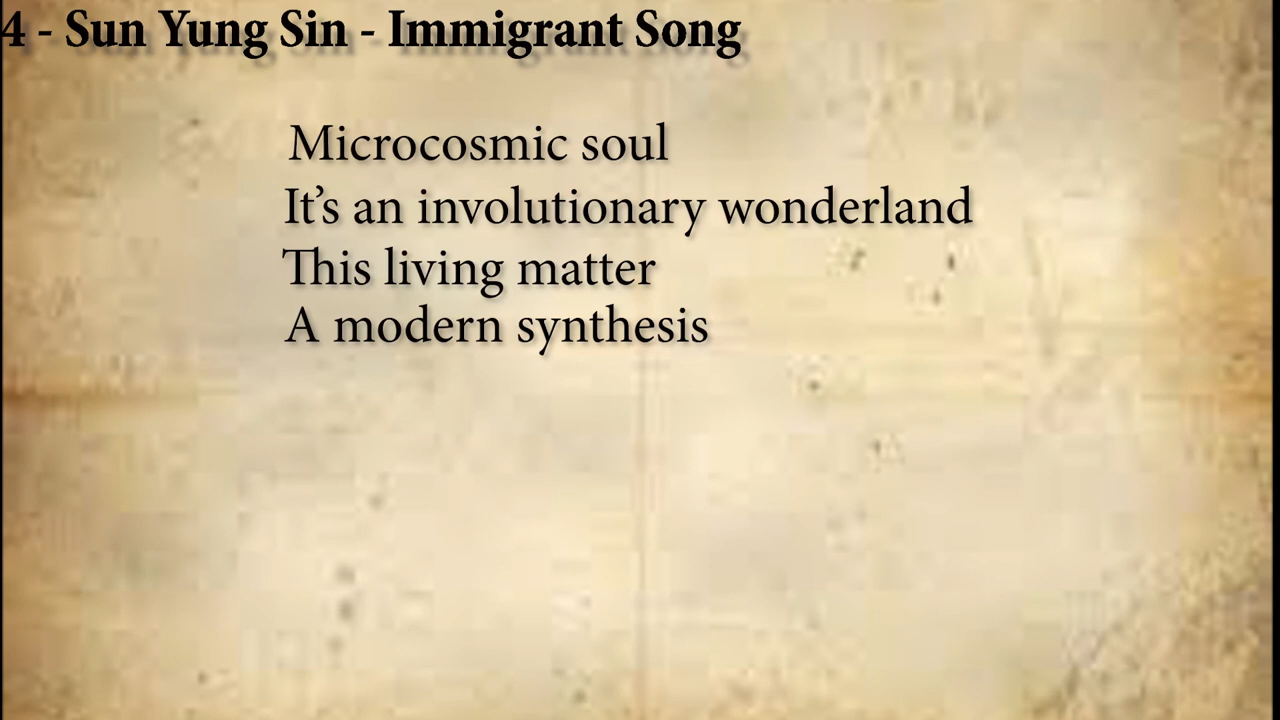 4 - Sun Yung Sin - Immigrant Song
Microcosmic soul
It's an involutionary wonderland
This living matter
A modern synthesis